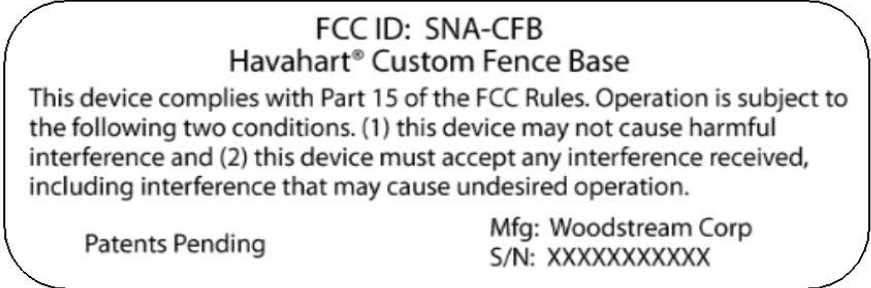 FCC ID: SNA-CFB
Havahart® Custom Fence Base
This device complies with Part 15 of the FCC Rules. Operation is subject to
the following two conditions. (1) this device may not cause harmful
interference and (2) this device must accept any interference received,
including interference that may cause undesired operation.
Patents Pending
Mfg: Woodstream Corp
S/N: XXXXXXXXXXX